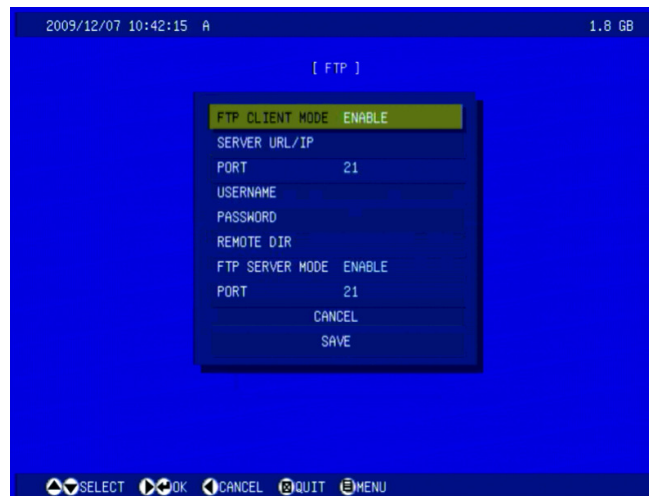 2009/12/07 10:42:15 A 1.8 GB
[ FTP ]
FTP CLIENT MODE ENABLE
SERVER URL/IP
PORT 21
USERNAME
PASSWORD
REMOTE DIR
FTP SERVER MODE ENABLE
PORT 21
CANCEL
SAVE
SELECT OK CANCEL QUIT MENU